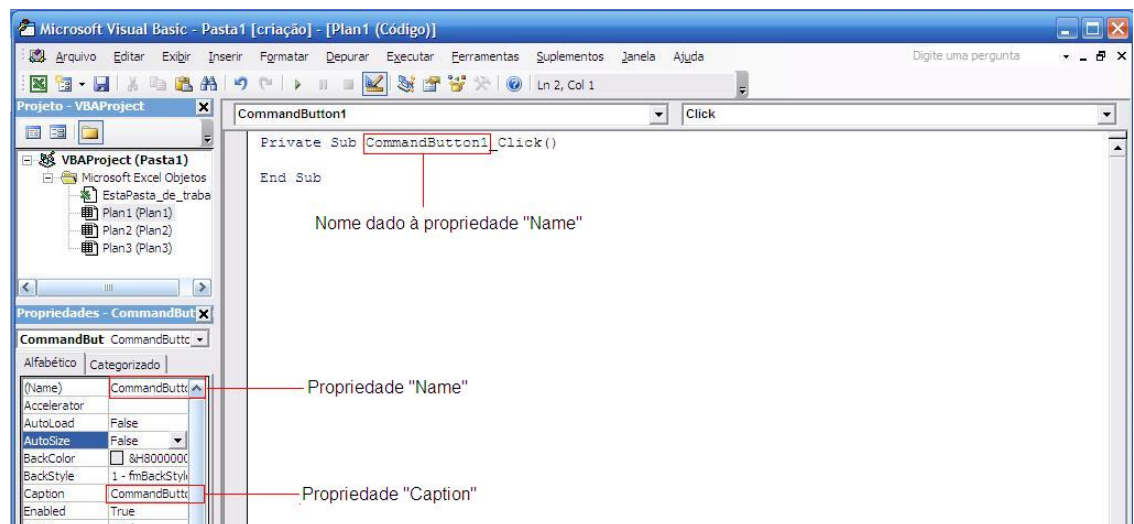 Microsoft Visual Basic - Pasta1 [criação] - [Plan1 (Código)]
Arquivo Editar Exibir Inserir Formatar Depurar Executar Ferramentas Suplementos Janela Ajuda Digite uma pergunta
Ln 2, Col 1
Projeto - VBAProject
CommandButton1 Click
Private Sub CommandButton1_Click()
End Sub
Nome dado à propriedade "Name"
VBAProject (Pasta1)
Microsoft Excel Objetos
EstaPasta_de_traba
Plan1 (Plan1)
Plan2 (Plan2)
Plan3 (Plan3)
Propriedades - CommandBut
CommandBut CommandButtc
Alfabético Categorizado
(Name) CommandButtc
Propriedade "Name"
Accelerator
AutoLoad False
AutoSize False
BackColor &H8000000
BackStyle 1 - fmBackStyl
Caption CommandButtc
Propriedade "Caption"
Enabled True